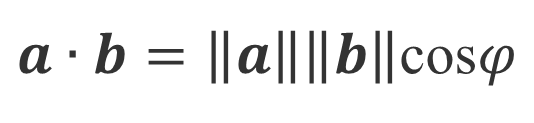 a · b = ‖a‖‖b‖cosφ